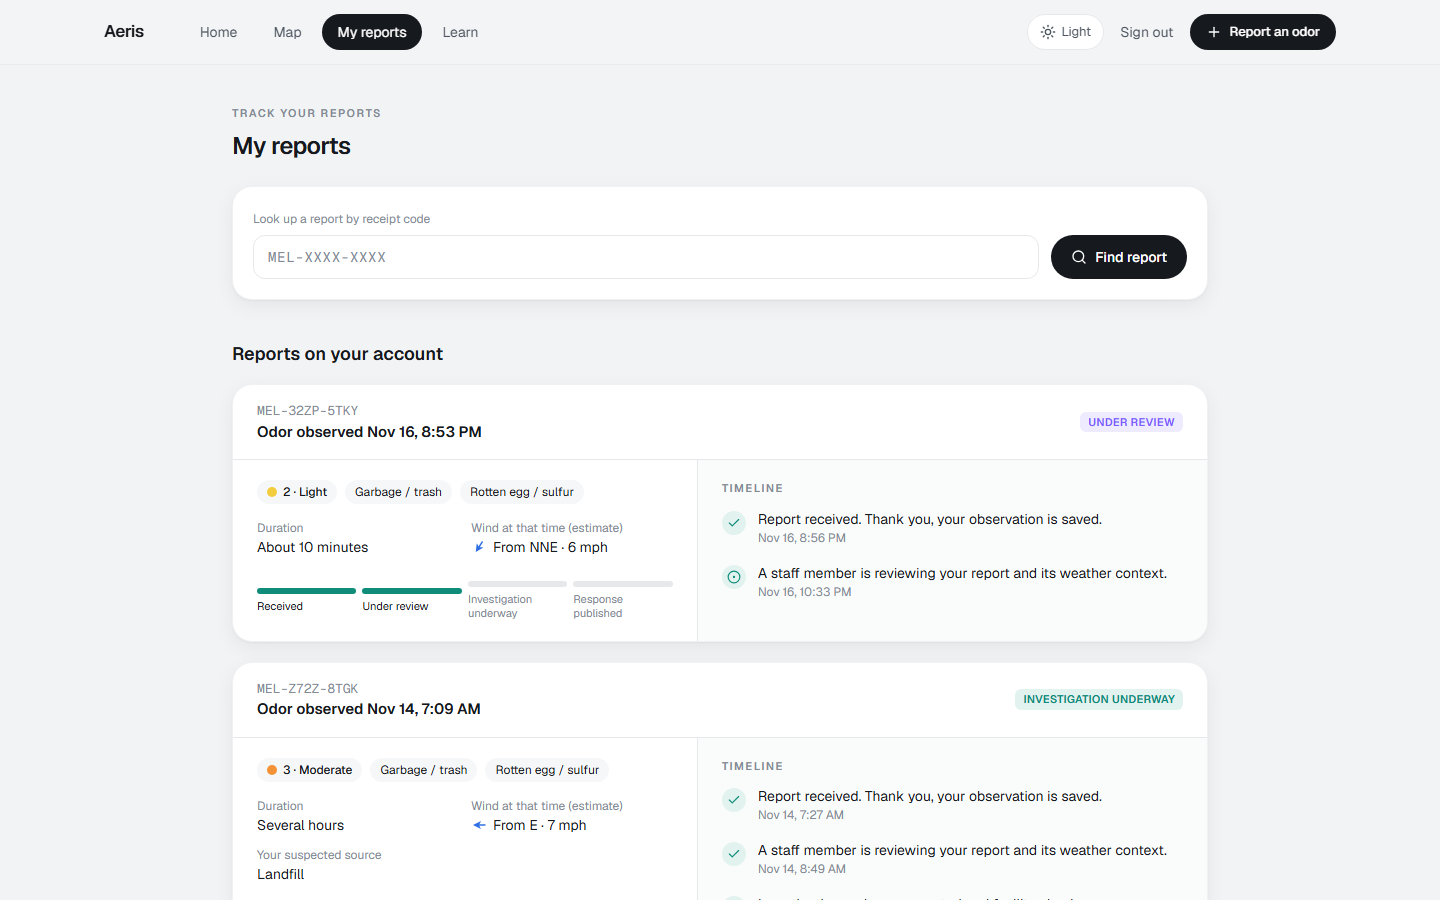 Aeris
Home
Map
My reports
Learn
Light
Sign out
Report an odor
TRACK YOUR REPORTS
My reports
Look up a report by receipt code
MEL-XXXX-XXXX
Find report
Reports on your account
MEL-32ZP-5TKY
Odor observed Nov 16, 8:53 PM
UNDER REVIEW
2 · Light
Garbage / trash
Rotten egg / sulfur
Duration
About 10 minutes
Wind at that time (estimate)
From NNE · 6 mph
Received
Under review
Investigation
underway
Response
published
TIMELINE
Report received. Thank you, your observation is saved.
Nov 16, 8:56 PM
A staff member is reviewing your report and its weather context.
Nov 16, 10:33 PM
MEL-Z72Z-8TGK
Odor observed Nov 14, 7:09 AM
INVESTIGATION UNDERWAY
3 · Moderate
Garbage / trash
Rotten egg / sulfur
Duration
Several hours
Wind at that time (estimate)
From E · 7 mph
Your suspected source
Landfill
TIMELINE
Report received. Thank you, your observation is saved.
Nov 14, 7:27 AM
A staff member is reviewing your report and its weather context.
Nov 14, 8:49 AM